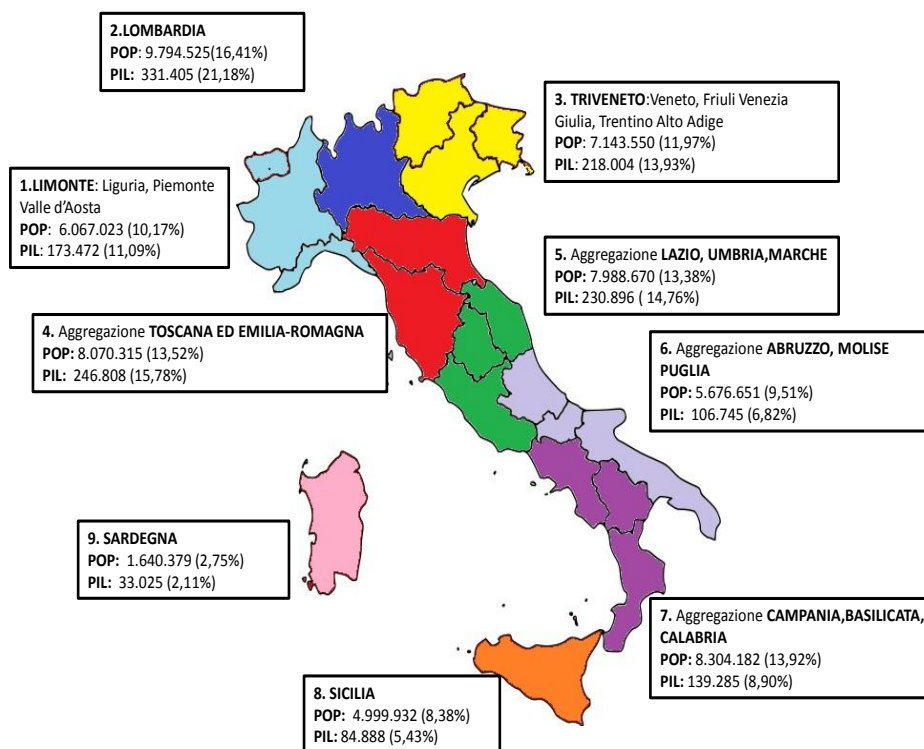 2.LOMBARDIA
POP: 9.794.525(16,41%)
PIL: 331.405 (21,18%)
3. TRIVENETO:Veneto, Friuli Venezia
Giulia, Trentino Alto Adige
POP: 7.143.550 (11,97%)
PIL: 218.004 (13,93%)
1.LIMONTE: Liguria, Piemonte
Valle d'Aosta
POP: 6.067.023 (10,17%)
PIL: 173.472 (11,09%)
5. Aggregazione LAZIO, UMBRIA,MARCHE
POP: 7.988.670 (13,38%)
PIL: 230.896 ( 14,76%)
4. Aggregazione TOSCANA ED EMILIA-ROMAGNA
POP: 8.070.315 (13,52%)
PIL: 246.808 (15,78%)
6. Aggregazione ABRUZZO, MOLISE
PUGLIA
POP: 5.676.651 (9,51%)
PIL: 106.745 (6,82%)
9. SARDEGNA
POP: 1.640.379 (2,75%)
PIL: 33.025 (2,11%)
7. Aggregazione CAMPANIA,BASILICATA,
CALABRIA
POP: 8.304.182 (13,92%)
PIL: 139.285 (8,90%)
8. SICILIA
POP: 4.999.932 (8,38%)
PIL: 84.888 (5,43%)